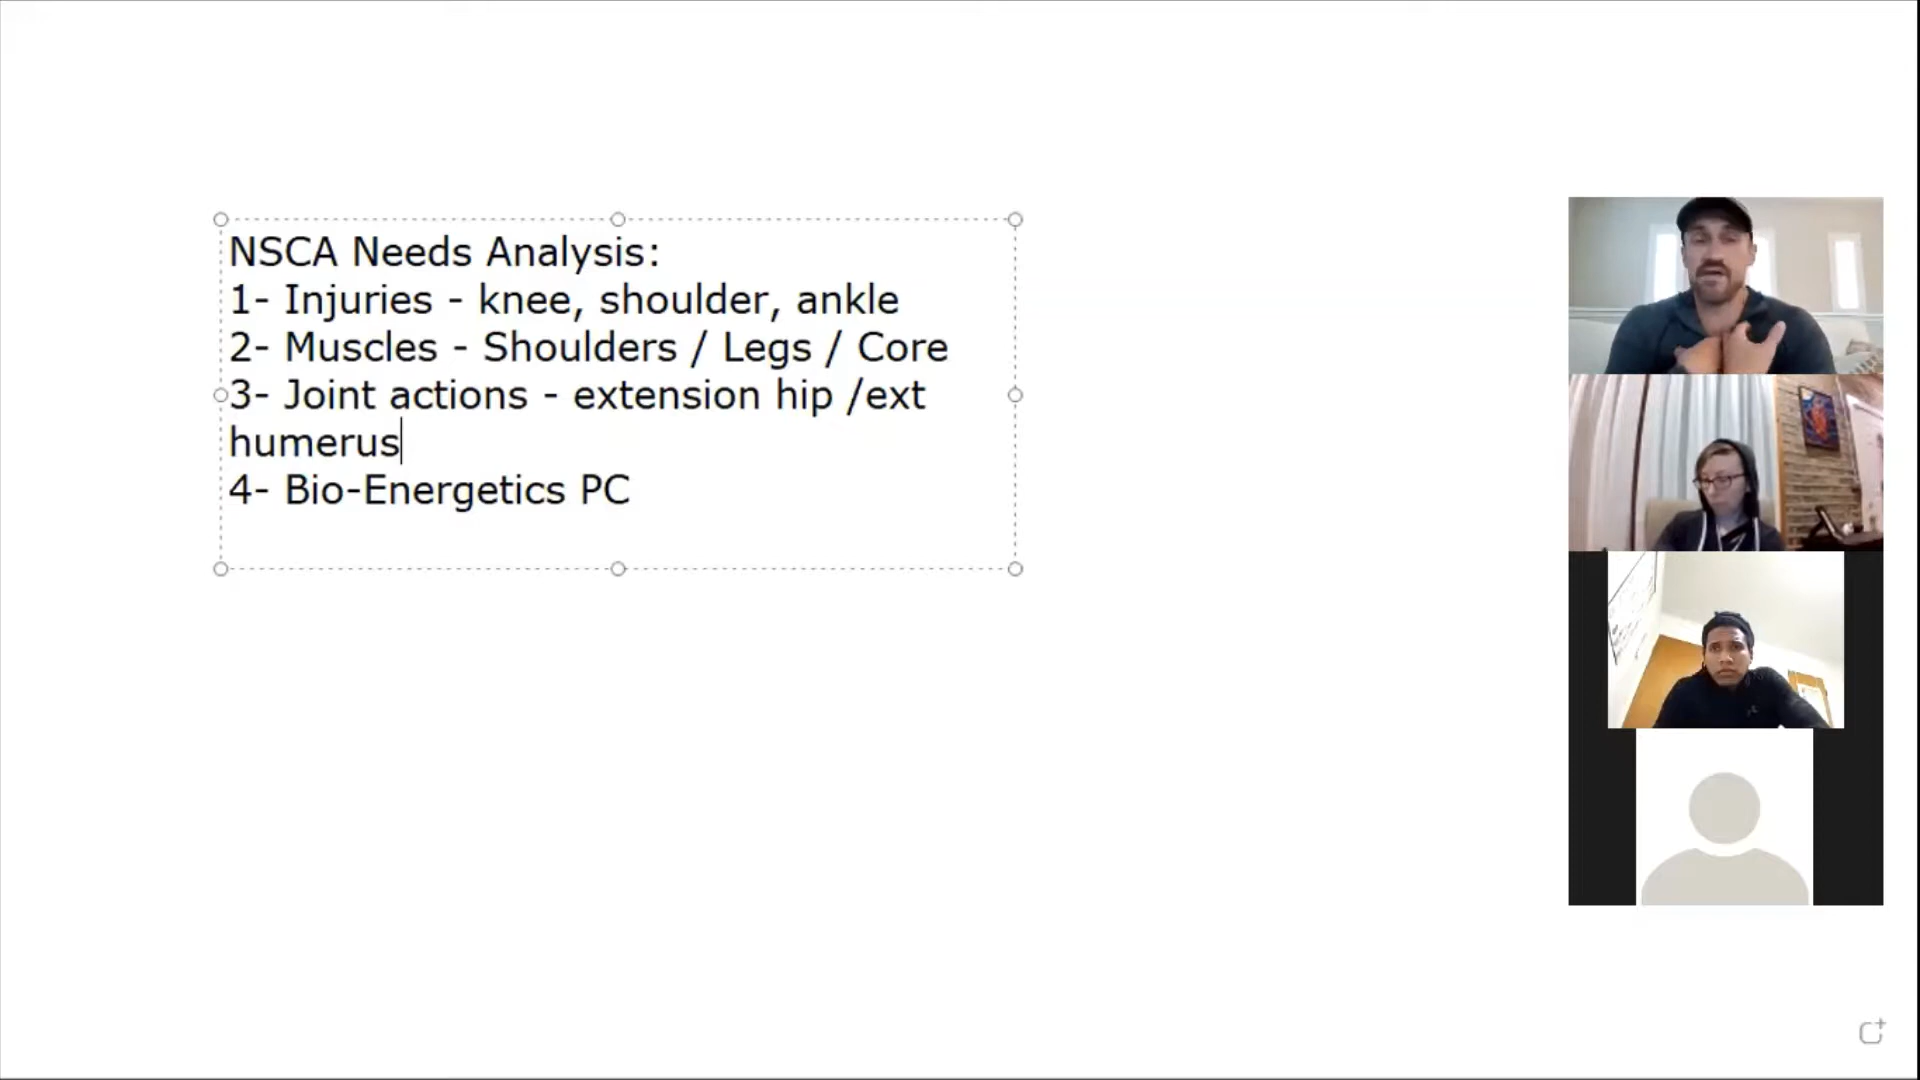 NSCA Needs Analysis:
1- Injuries - knee, shoulder, ankle
2- Muscles - Shoulders / Legs / Core
3- Joint actions - extension hip /ext
humerus
4- Bio-Energetics PC